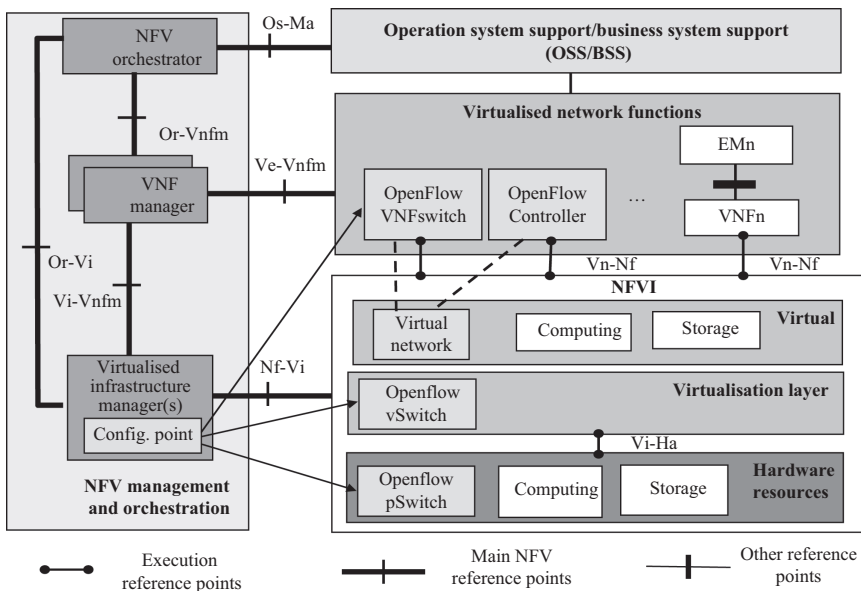 NFV
orchestrator
Os-Ma
Operation system support/business system support
(OSS/BSS)
Or-Vnfm
Virtualised network functions
VNF
manager
Ve-Vnfm
OpenFlow
VNFswitch
OpenFlow
Controller
...
EMn
VNFn
Or-Vi
Vi-Vnfm
Vn-Nf
Vn-Nf
NFVI
Virtual
network
Computing
Storage
Virtual
Virtualised
infrastructure
manager(s)
Config. point
Nf-Vi
Openflow
vSwitch
Virtualisation layer
Vi-Ha
NFV management
and orchestration
Openflow
pSwitch
Computing
Storage
Hardware
resources
Execution
reference points
Main NFV
reference points
Other reference
points